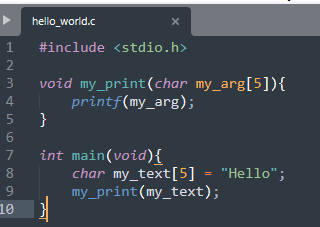 hello_world.c ×
1 #include <stdio.h>
2
3 void my_print(char my_arg[5]){
4     printf(my_arg);
5 }
6
7 int main(void){
8     char my_text[5] = "Hello";
9     my_print(my_text);
10 }